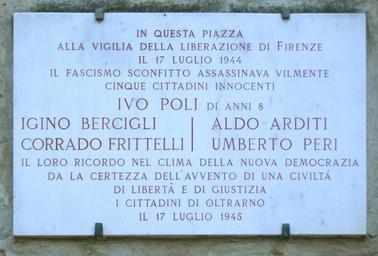 IN QUESTA PIAZZA
ALLA VIGILIA DELLA LIBERAZIONE DI FIRENZE
IL 17 LUGLIO 1944
IL FASCISMO SCONFITTO ASSASSINAVA VILMENTE
CINQUE CITTADINI INNOCENTI
IVO POLI DI ANNI 8
IGINO BERCIGLI | ALDO ARDITI
CORRADO FRITTELLI | UMBERTO PERI
IL LORO RICORDO NEL CLIMA DELLA NUOVA DEMOCRAZIA
DA LA CERTEZZA DELL'AVVENTO DI UNA CIVILTÁ
DI LIBERTÀ E DI GIUSTIZIA
I CITTADINI DI OLTRARNO
IL 17 LUGLIO 1945